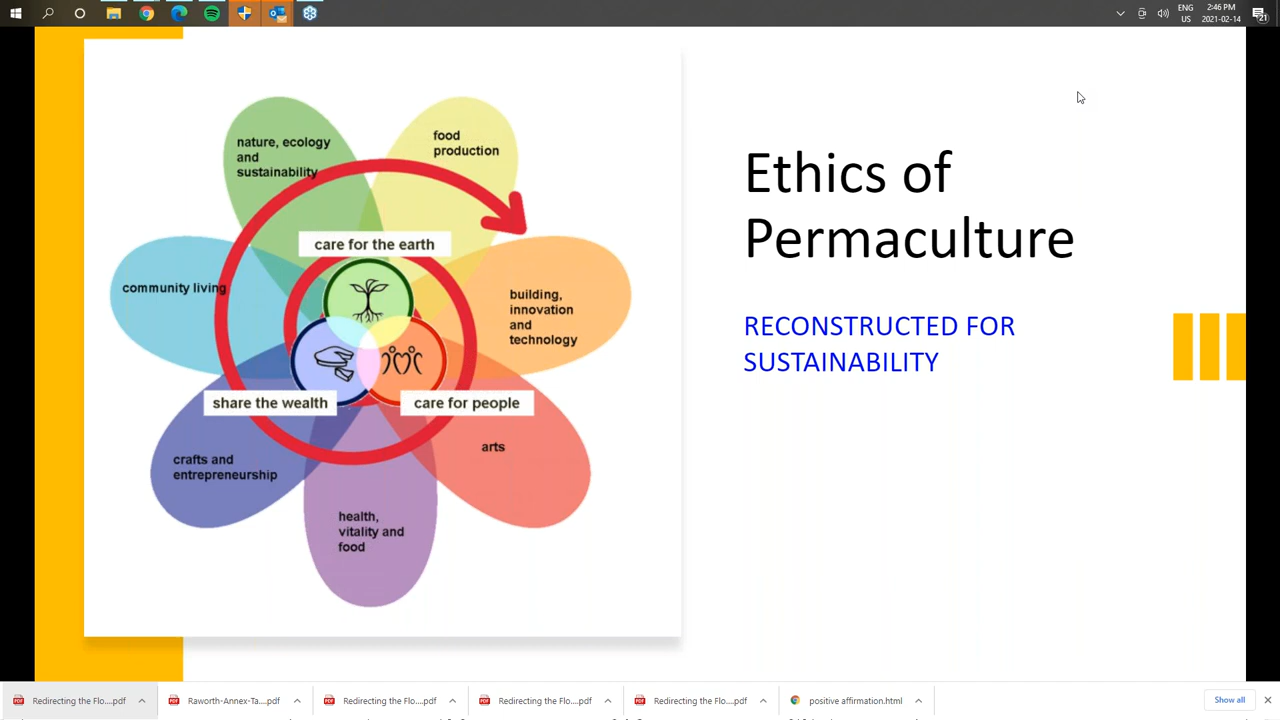 ENG
US
2:46 PM
2021-02-14
21
nature, ecology
and
sustainability
food
production
care for the earth
community living
building,
innovation
and
technology
share the wealth
care for people
arts
crafts and
entrepreneurship
health,
vitality and
food
Ethics of
Permaculture
RECONSTRUCTED FOR
SUSTAINABILITY
Redirecting the Flo....pdf
Raworth-Annex-Ta....pdf
Redirecting the Flo....pdf
Redirecting the Flo....pdf
Redirecting the Flo....pdf
positive affirmation.html
Show all